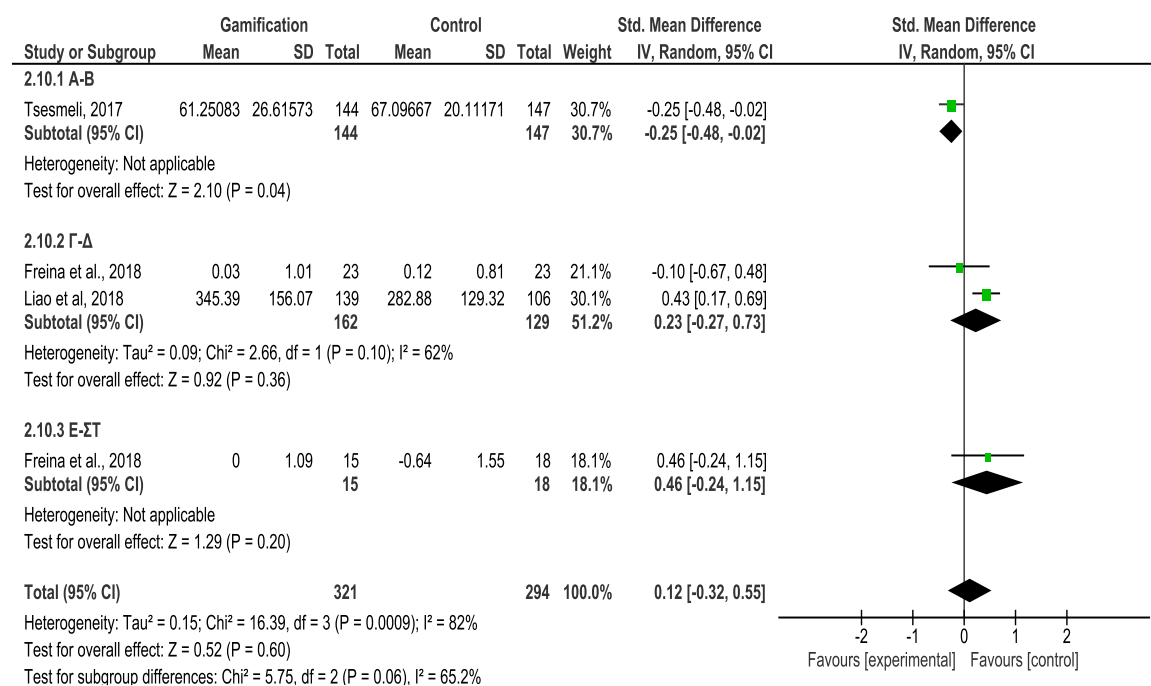 Gamification Control Std. Mean Difference Std. Mean Difference
Study or Subgroup Mean SD Total Mean SD Total Weight IV, Random, 95% CI IV, Random, 95% CI
2.10.1 Α-Β
Tsesmeli, 2017 61.25083 26.61573 144 67.09667 20.11171 147 30.7% -0.25 [-0.48, -0.02]
Subtotal (95% CI) 144 147 30.7% -0.25 [-0.48, -0.02]
Heterogeneity: Not applicable
Test for overall effect: Z = 2.10 (P = 0.04)
2.10.2 Γ-Δ
Freina et al., 2018 0.03 1.01 23 0.12 0.81 23 21.1% -0.10 [-0.67, 0.48]
Liao et al, 2018 345.39 156.07 139 282.88 129.32 106 30.1% 0.43 [0.17, 0.69]
Subtotal (95% CI) 162 129 51.2% 0.23 [-0.27, 0.73]
Heterogeneity: Tau² = 0.09; Chi² = 2.66, df = 1 (P = 0.10); I² = 62%
Test for overall effect: Z = 0.92 (P = 0.36)
2.10.3 Ε-ΣΤ
Freina et al., 2018 0 1.09 15 -0.64 1.55 18 18.1% 0.46 [-0.24, 1.15]
Subtotal (95% CI) 15 18 18.1% 0.46 [-0.24, 1.15]
Heterogeneity: Not applicable
Test for overall effect: Z = 1.29 (P = 0.20)
Total (95% CI) 321 294 100.0% 0.12 [-0.32, 0.55]
Heterogeneity: Tau² = 0.15; Chi² = 16.39, df = 3 (P = 0.0009); I² = 82%
Test for overall effect: Z = 0.52 (P = 0.60)
Test for subgroup differences: Chi² = 5.75, df = 2 (P = 0.06), I² = 65.2%
-2 -1 0 1 2
Favours [experimental] Favours [control]